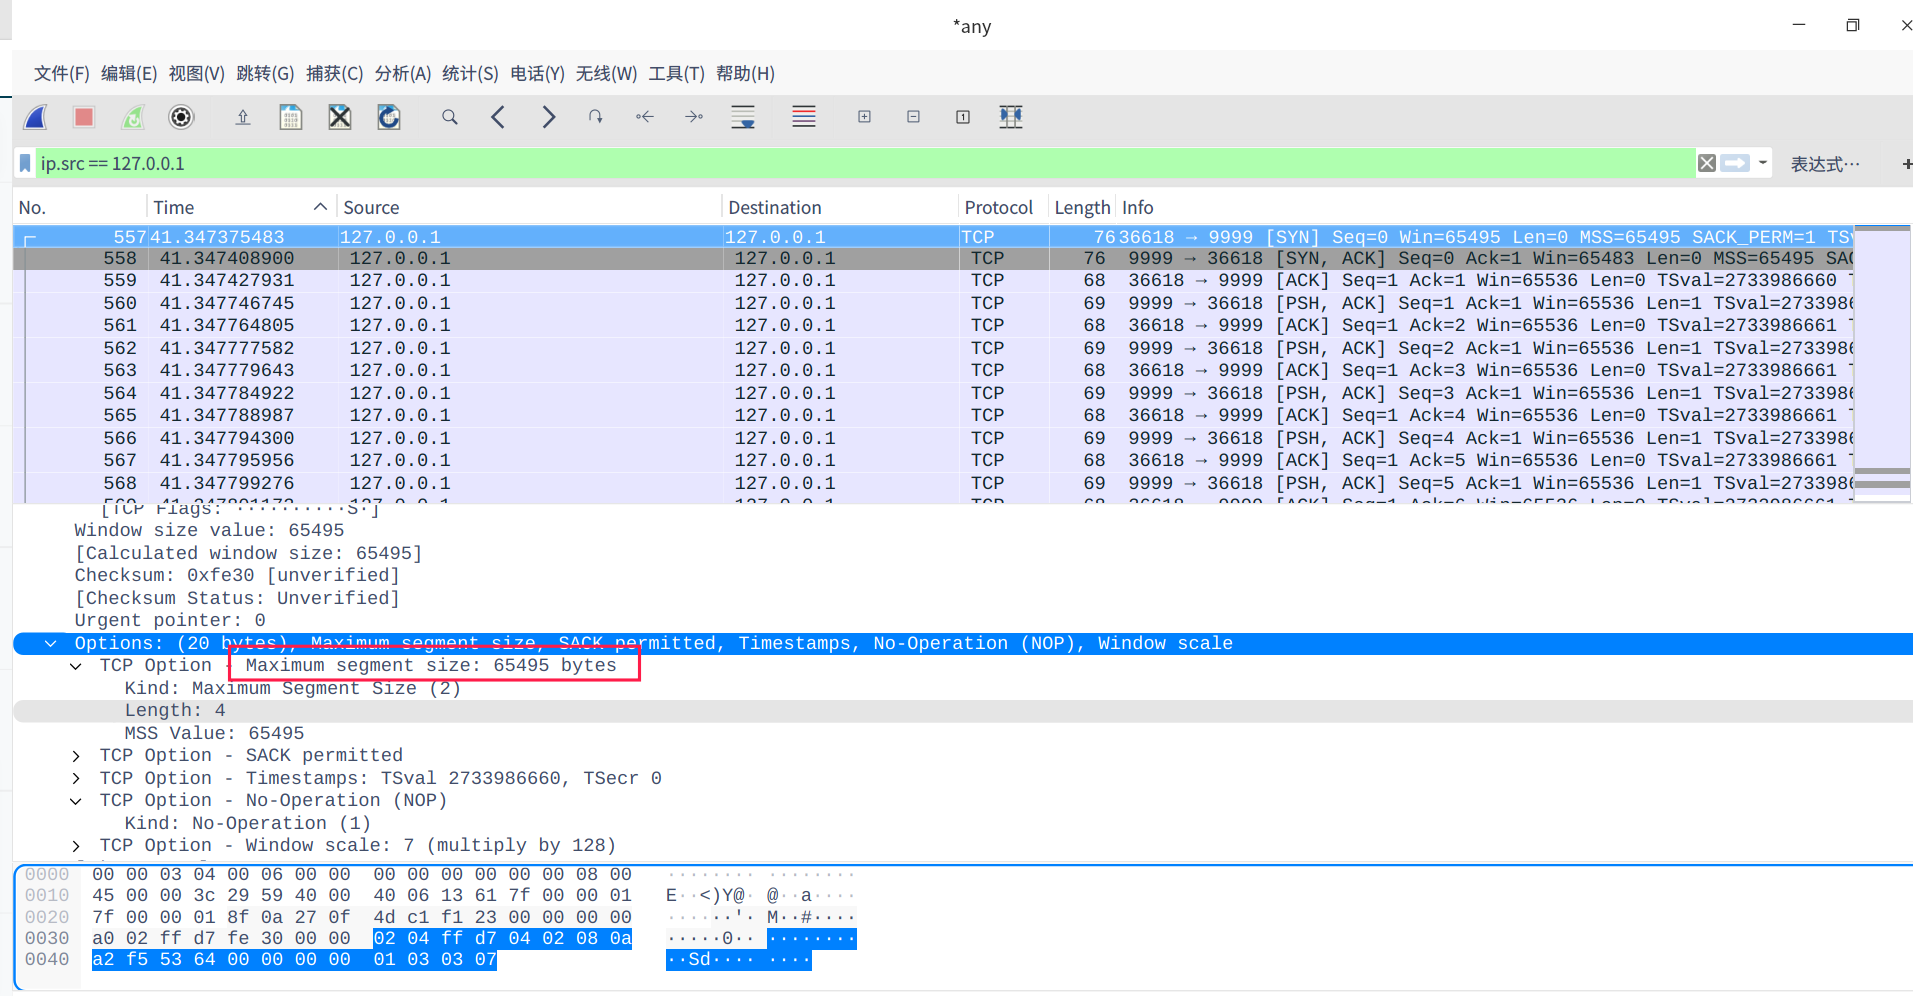 *any
文件(F) 编辑(E) 视图(V) 跳转(G) 捕获(C) 分析(A) 统计(S) 电话(Y) 无线(W) 工具(T) 帮助(H)
ip.src == 127.0.0.1 表达式…
No. Time Source Destination Protocol Length Info
557 41.347375483 127.0.0.1 127.0.0.1 TCP 76 36618 → 9999 [SYN] Seq=0 Win=65495 Len=0 MSS=65495 SACK_PERM=1 TS
558 41.347408900 127.0.0.1 127.0.0.1 TCP 76 9999 → 36618 [SYN, ACK] Seq=0 Ack=1 Win=65483 Len=0 MSS=65495 SA
559 41.347427931 127.0.0.1 127.0.0.1 TCP 68 36618 → 9999 [ACK] Seq=1 Ack=1 Win=65536 Len=0 TSval=2733986660
560 41.347746745 127.0.0.1 127.0.0.1 TCP 69 9999 → 36618 [PSH, ACK] Seq=1 Ack=1 Win=65536 Len=1 TSval=273398
561 41.347764805 127.0.0.1 127.0.0.1 TCP 68 36618 → 9999 [ACK] Seq=1 Ack=2 Win=65536 Len=0 TSval=2733986661
562 41.347777582 127.0.0.1 127.0.0.1 TCP 69 9999 → 36618 [PSH, ACK] Seq=2 Ack=1 Win=65536 Len=1 TSval=273398
563 41.347779643 127.0.0.1 127.0.0.1 TCP 68 36618 → 9999 [ACK] Seq=1 Ack=3 Win=65536 Len=0 TSval=2733986661
564 41.347784922 127.0.0.1 127.0.0.1 TCP 69 9999 → 36618 [PSH, ACK] Seq=3 Ack=1 Win=65536 Len=1 TSval=273398
565 41.347788987 127.0.0.1 127.0.0.1 TCP 68 36618 → 9999 [ACK] Seq=1 Ack=4 Win=65536 Len=0 TSval=2733986661
566 41.347794300 127.0.0.1 127.0.0.1 TCP 69 9999 → 36618 [PSH, ACK] Seq=4 Ack=1 Win=65536 Len=1 TSval=273398
567 41.347795956 127.0.0.1 127.0.0.1 TCP 68 36618 → 9999 [ACK] Seq=1 Ack=5 Win=65536 Len=0 TSval=2733986661
568 41.347799276 127.0.0.1 127.0.0.1 TCP 69 9999 → 36618 [PSH, ACK] Seq=5 Ack=1 Win=65536 Len=1 TSval=273398
[TCP Flags: ··········S·]
Window size value: 65495
[Calculated window size: 65495]
Checksum: 0xfe30 [unverified]
[Checksum Status: Unverified]
Urgent pointer: 0
Options: (20 bytes), Maximum segment size, SACK permitted, Timestamps, No-Operation (NOP), Window scale
TCP Option - Maximum segment size: 65495 bytes
Kind: Maximum Segment Size (2)
Length: 4
MSS Value: 65495
TCP Option - SACK permitted
TCP Option - Timestamps: TSval 2733986660, TSecr 0
TCP Option - No-Operation (NOP)
Kind: No-Operation (1)
TCP Option - Window scale: 7 (multiply by 128)
0000 00 00 03 04 00 06 00 00 00 00 00 00 00 00 08 00 ········ ········
0010 45 00 00 3c 29 59 40 00 40 06 13 61 7f 00 00 01 E··<)Y@· @··a····
0020 7f 00 00 01 8f 0a 27 0f 4d c1 f1 23 00 00 00 00 ······'· M··#····
0030 a0 02 ff d7 fe 30 00 00 02 04 ff d7 04 02 08 0a ·····0·· ········
0040 a2 f5 53 64 00 00 00 00 01 03 03 07 ··Sd···· ····